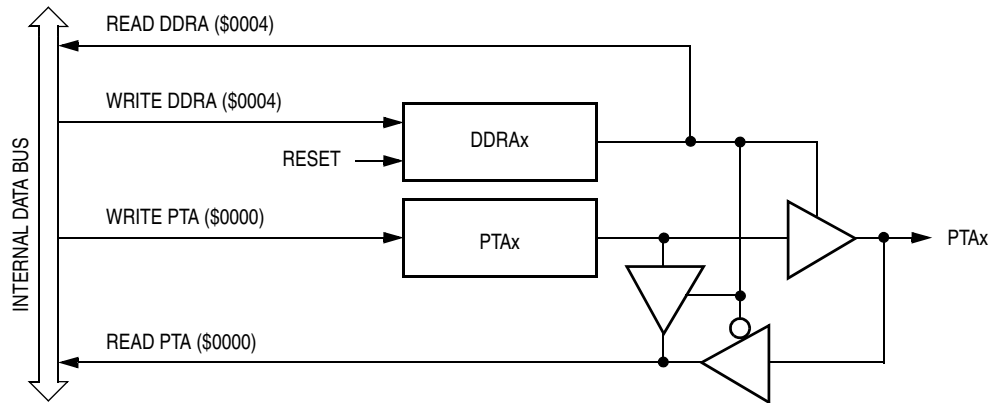 READ DDRA ($0004)
WRITE DDRA ($0004)
DDRAx
RESET
WRITE PTA ($0000)
PTAx
PTAx
READ PTA ($0000)
INTERNAL DATA BUS